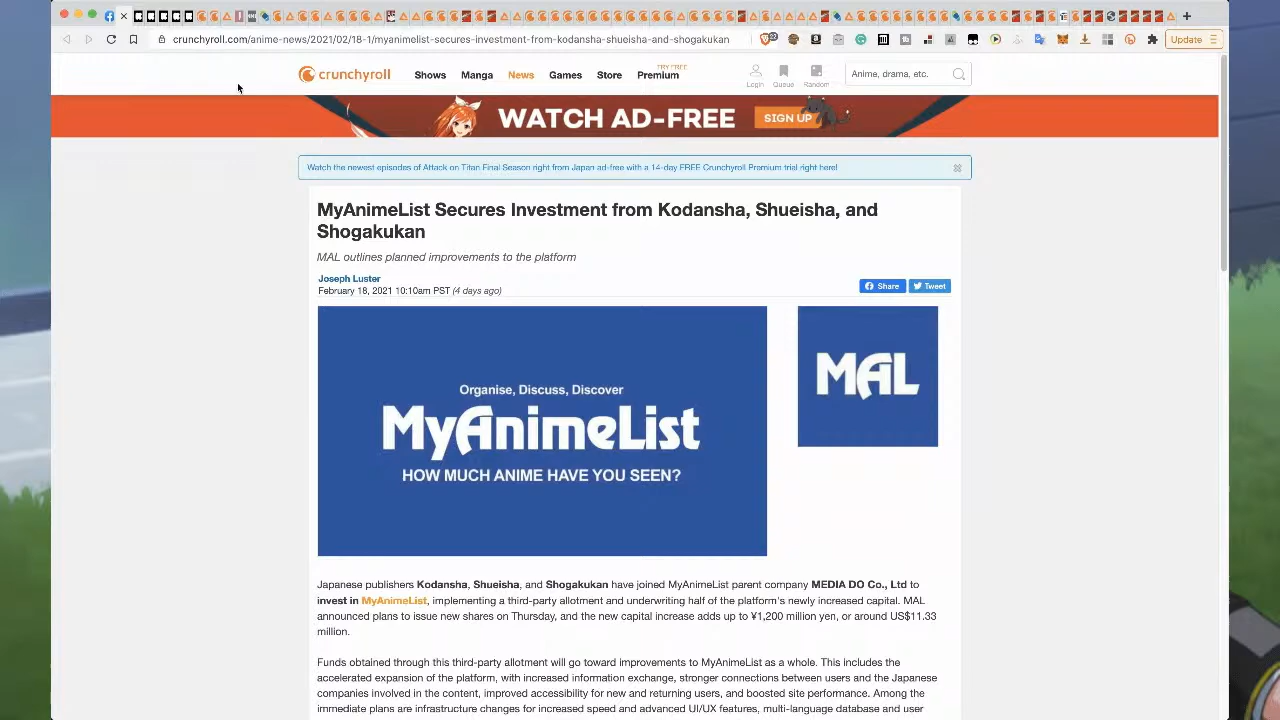 crunchyroll.com/anime-news/2021/02/18-1/myanimelist-secures-investment-from-kodansha-shueisha-and-shogakukan
Update
crunchyroll
Shows
Manga
News
Games
Store
TRY FREE
Premium
Login
Queue
Random
Anime, drama, etc.
WATCH AD-FREE
SIGN UP
Watch the newest episodes of Attack on Titan Final Season right from Japan ad-free with a 14-day FREE Crunchyroll Premium trial right here!
MyAnimeList Secures Investment from Kodansha, Shueisha, and
Shogakukan
MAL outlines planned improvements to the platform
Joseph Luster
February 18, 2021 10:10am PST (4 days ago)
Share
Tweet
Organise, Discuss, Discover
MyAnimeList
HOW MUCH ANIME HAVE YOU SEEN?
MAL
Japanese publishers Kodansha, Shueisha, and Shogakukan have joined MyAnimeList parent company MEDIA DO Co., Ltd to
invest in MyAnimeList, implementing a third-party allotment and underwriting half of the platform's newly increased capital. MAL
announced plans to issue new shares on Thursday, and the new capital increase adds up to ¥1,200 million yen, or around US$11.33
million.
Funds obtained through this third-party allotment will go toward improvements to MyAnimeList as a whole. This includes the
accelerated expansion of the platform, with increased information exchange, stronger connections between users and the Japanese
companies involved in the content, improved accessibility for new and returning users, and boosted site performance. Among the
immediate plans are infrastructure changes for increased speed and advanced UI/UX features, multi-language database and user